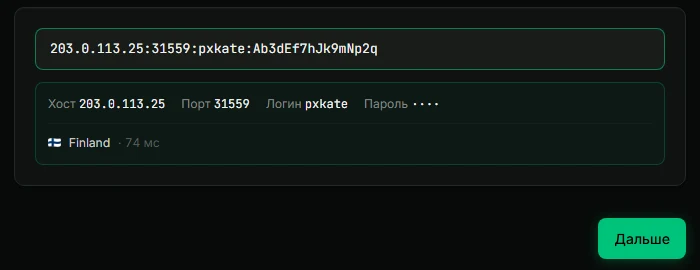 203.0.113.25:31559:pxkate:Ab3dEf7hJk9mNp2q
Хост 203.0.113.25 Порт 31559 Логин pxkate Пароль ····
Finland · 74 мс
Дальше